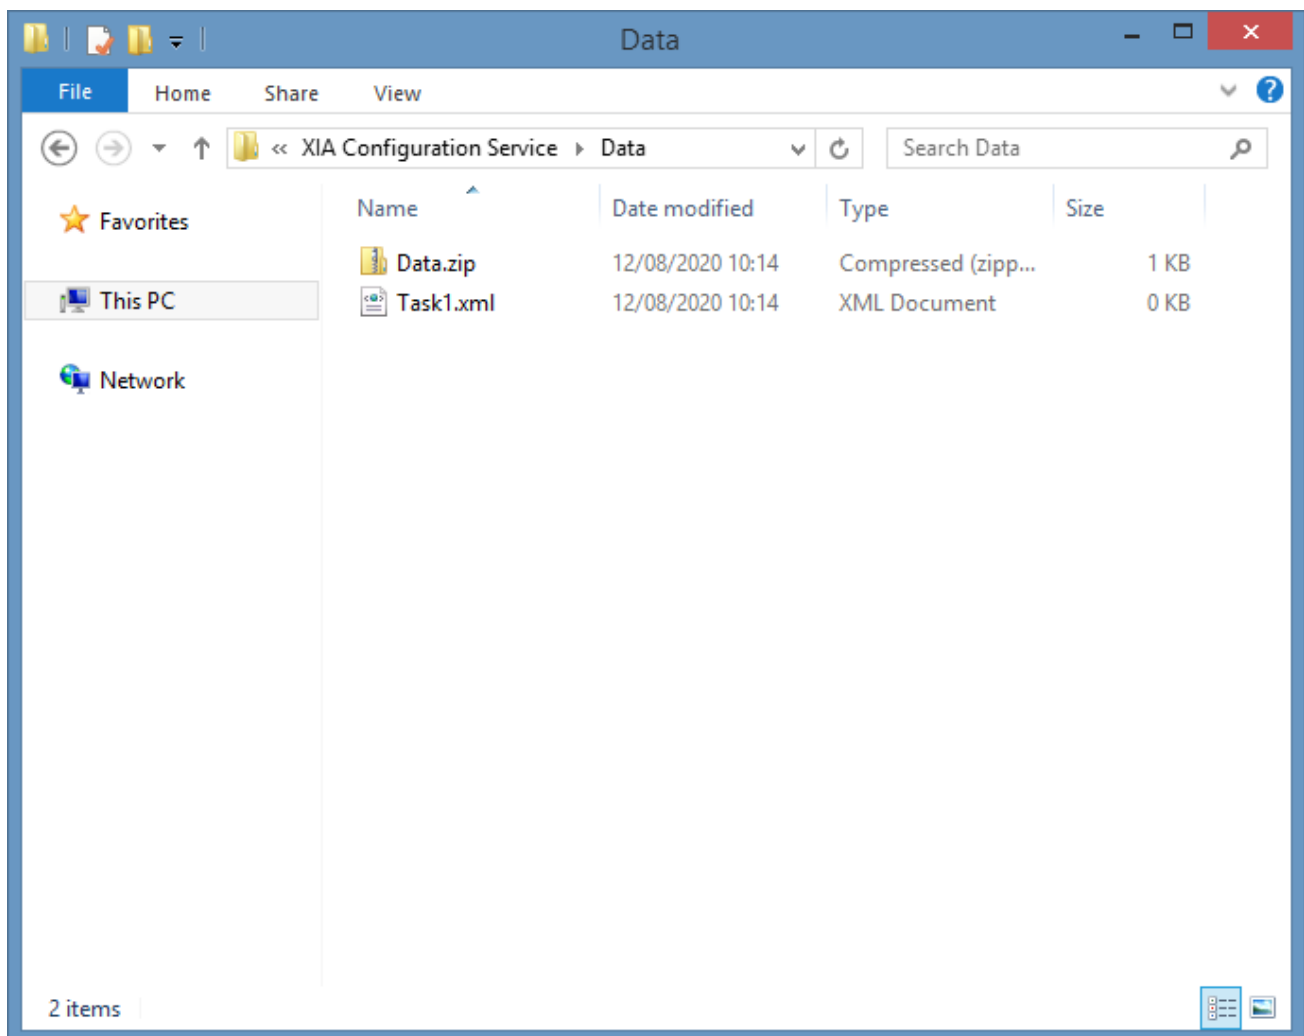 Data
File Home Share View
« XIA Configuration Service Data Search Data
Name Date modified Type Size
Favorites
Data.zip 12/08/2020 10:14 Compressed (zipp... 1 KB
This PC Task1.xml 12/08/2020 10:14 XML Document 0 KB
Network
2 items